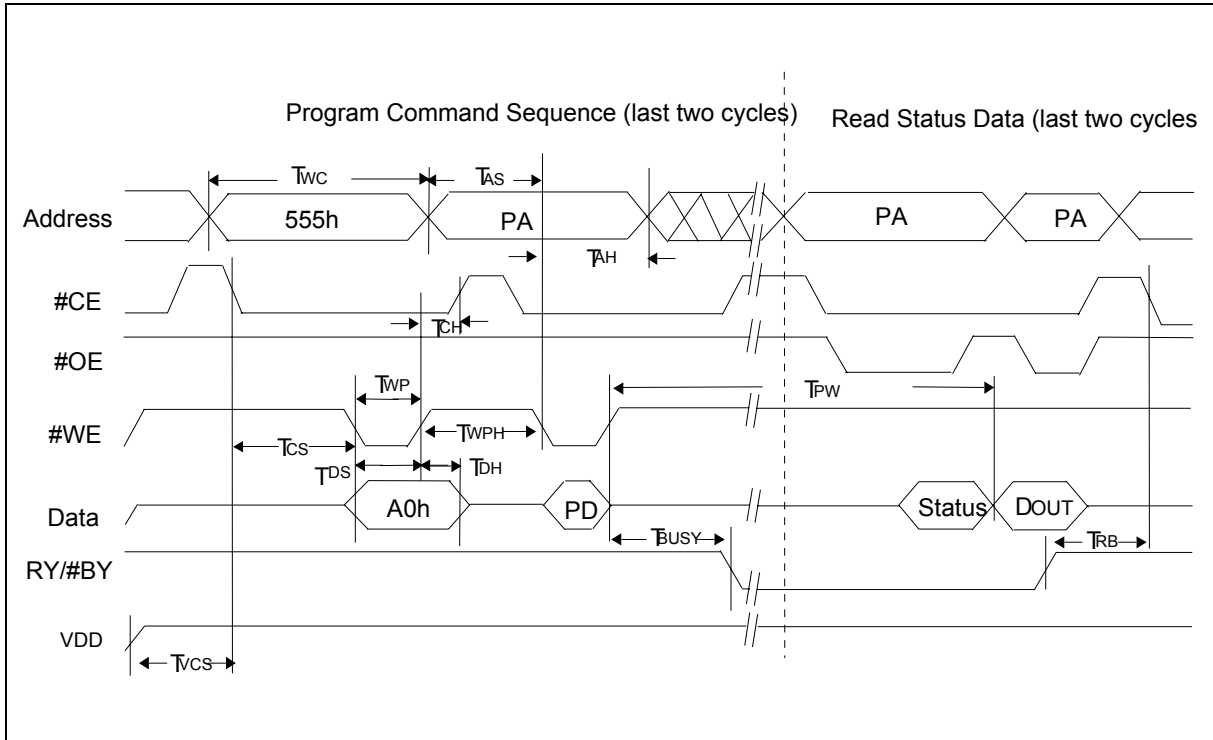 Program Command Sequence (last two cycles)
Read Status Data (last two cycles
TWC
TAS
Address
555h
PA
PA
PA
TAH
#CE
TCH
#OE
TWP
TPW
#WE
TCS
TWPH
TDS
TDH
Data
A0h
PD
Status
DOUT
TBUSY
TRB
RY/#BY
VDD
TVCS